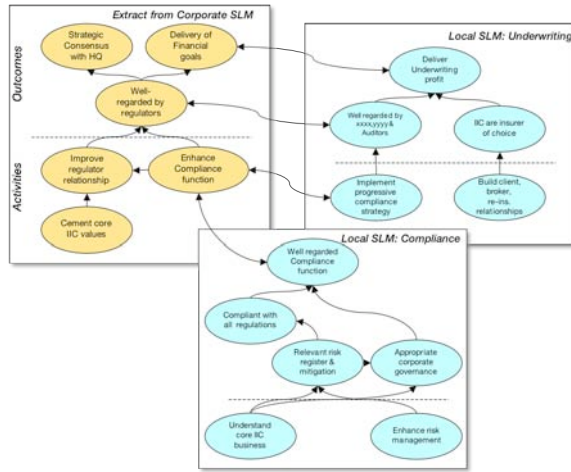 Extract from Corporate SLM
Outcomes
Activities
Strategic
Consensus
with HQ
Delivery of
Financial
goals
Well-
regarded by
regulators
Improve
regulator
relationship
Enhance
Compliance
function
Cement core
IIC values
Local SLM: Underwriting
Deliver
Underwriting
profit
Well regarded by
xxxx,yyyy &
Auditors
IIC are insurer
of choice
Implement
progressive
compliance
strategy
Build client,
broker,
re-ins.
relationships
Local SLM: Compliance
Well regarded
Compliance
function
Compliant with
all regulations
Relevant risk
register &
mitigation
Appropriate
corporate
governance
Understand
core IIC
business
Enhance risk
management